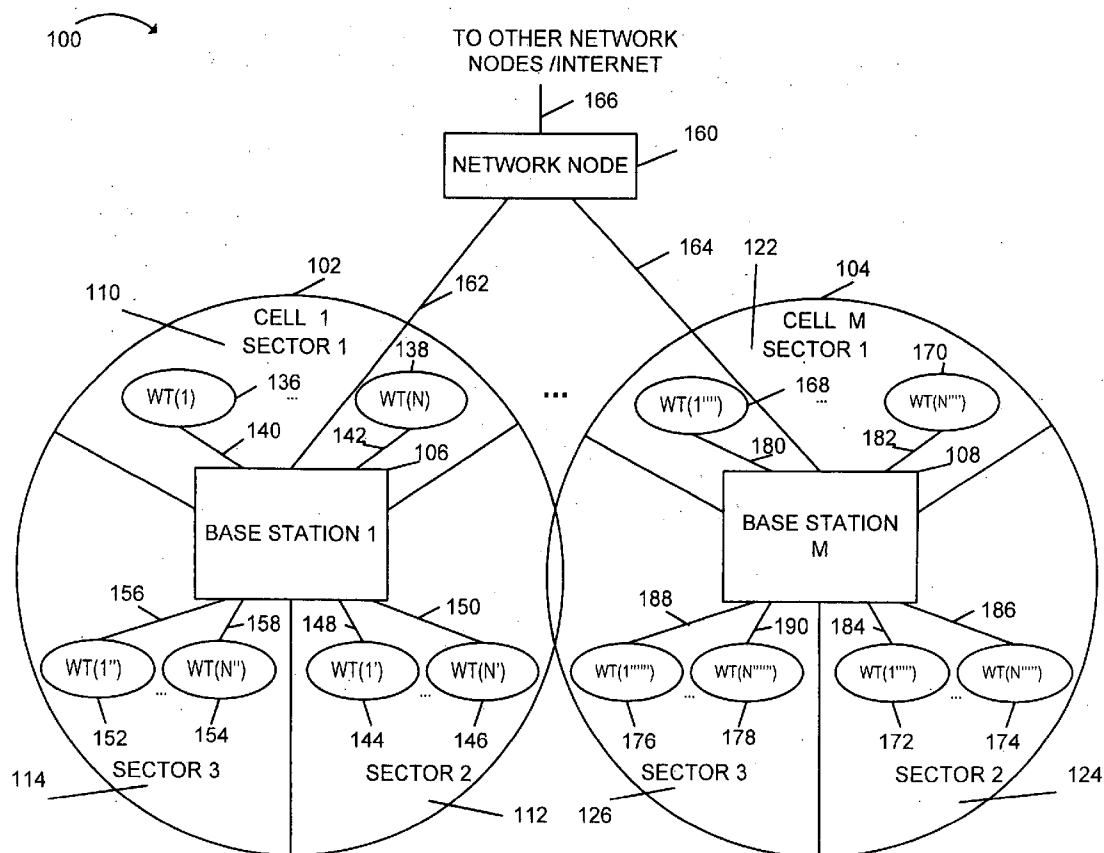 100
TO OTHER NETWORK
NODES /INTERNET
166
160
NETWORK NODE
164
122
102
162
104
110
CELL 1
SECTOR 1
138
CELL M
SECTOR 1
170
WT(1)
136
...
WT(N)
...
WT(1'''')
168
...
WT(N'''')
140
142
106
180
182
108
BASE STATION 1
BASE STATION
M
156
158
148
150
188
190
184
186
WT(1'')
...
WT(N'')
WT(1')
...
WT(N')
WT(1'''''')
...
WT(N'''''')
WT(1''''')
...
WT(N''''')
152
154
144
146
176
178
172
174
114
SECTOR 3
SECTOR 2
112
SECTOR 3
126
SECTOR 2
124